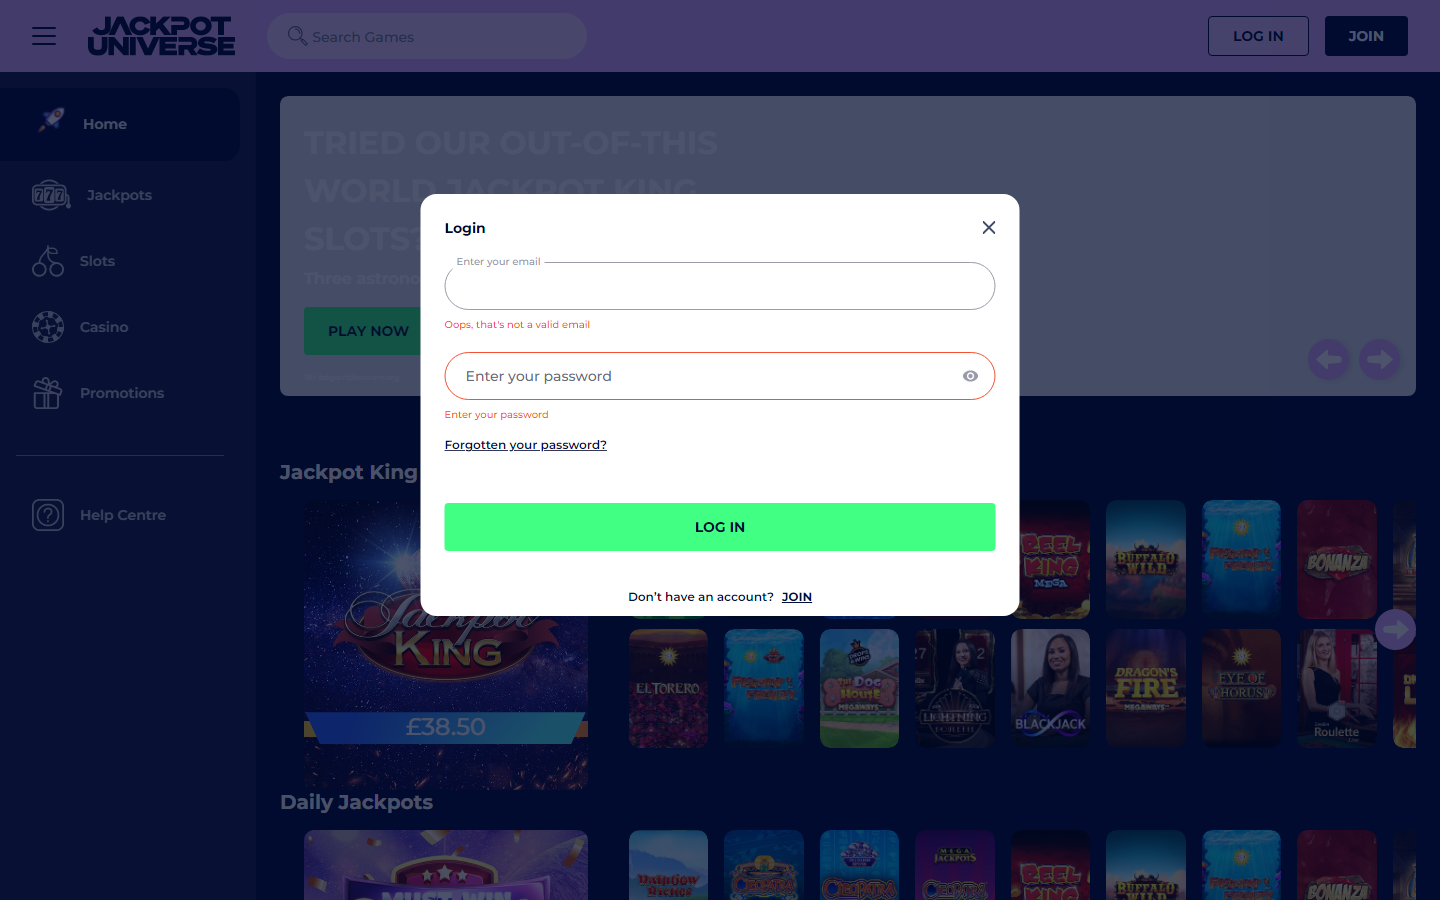 JACKPOT
UNIVERSE
Search Games
LOG IN
JOIN
Home
Jackpots
Slots
Casino
Promotions
Help Centre
TRIED OUR OUT-OF-THIS
WORLD JACKPOT KING
SLOTS?
Three astrono
PLAY NOW
Login
Enter your email
Oops, that's not a valid email
Enter your password
Enter your password
Forgotten your password?
LOG IN
Don't have an account? JOIN
Jackpot King
Jackpot
KING
£38.50
REEL
KING
MEGA
BUFFALO
WILD
BONANZA
EL TORERO
THE DOG
HOUSE
MEGAWAYS
LIGHTNING
ROULETTE
BLACKJACK
DRAGON'S
FIRE
MEGAWAYS
EYE OF
HORUS
Roulette
Daily Jackpots
MUST WIN
Rainbow
Riches
CLEOPATRA
MEGA
JACKPOTS
CLEOPATRA
REEL
KING
BUFFALO
WILD
BONANZA